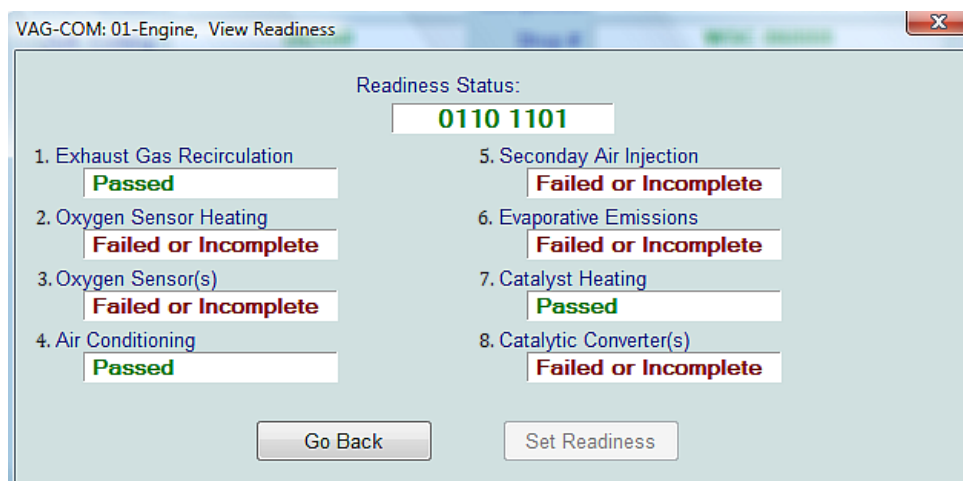 VAG-COM: 01-Engine, View Readiness
Readiness Status:
0110 1101
1. Exhaust Gas Recirculation
Passed
2. Oxygen Sensor Heating
Failed or Incomplete
3. Oxygen Sensor(s)
Failed or Incomplete
4. Air Conditioning
Passed
5. Seconday Air Injection
Failed or Incomplete
6. Evaporative Emissions
Failed or Incomplete
7. Catalyst Heating
Passed
8. Catalytic Converter(s)
Failed or Incomplete
Go Back
Set Readiness